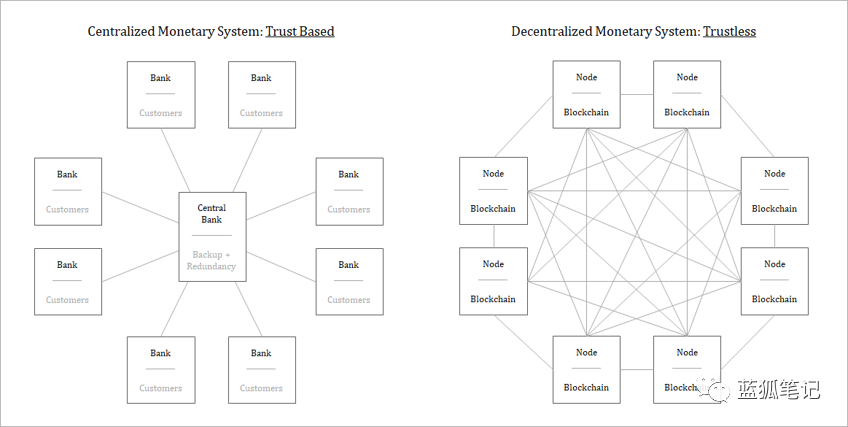 Centralized Monetary System: Trust Based
Bank
Customers
Bank
Customers
Bank
Customers
Bank
Customers
Central
Bank
Backup +
Redundancy
Bank
Customers
Bank
Customers
Bank
Customers
Bank
Customers
Decentralized Monetary System: Trustless
Node
Blockchain
Node
Blockchain
Node
Blockchain
Node
Blockchain
Node
Blockchain
Node
Blockchain
Node
Blockchain
Node
Blockchain
蓝狐笔记